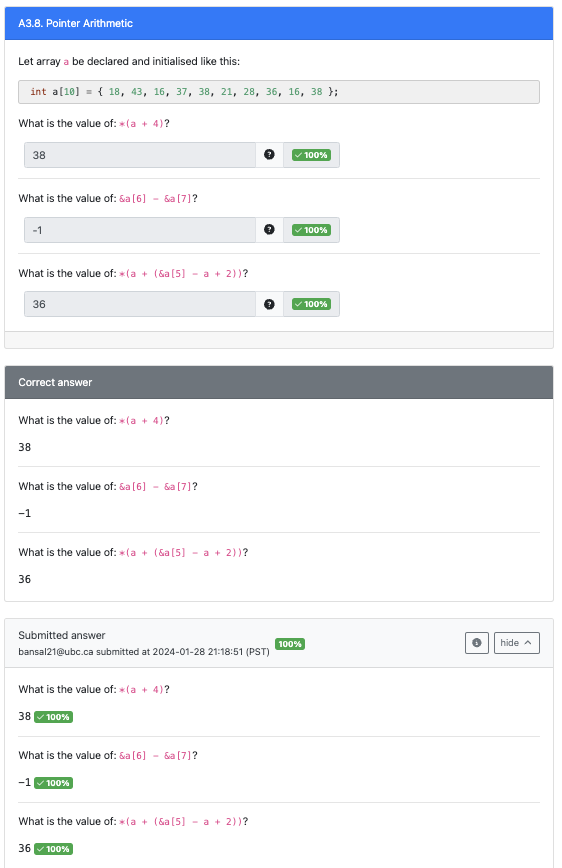 A3.8. Pointer Arithmetic
Let array a be declared and initialised like this:
int a[10] = { 18, 43, 16, 37, 38, 21, 28, 36, 16, 38 };
What is the value of: *(a + 4)?
38 ? ✓ 100%
What is the value of: &a[6] − &a[7]?
-1 ? ✓ 100%
What is the value of: *(a + (&a[5] − a + 2))?
36 ? ✓ 100%
Correct answer
What is the value of: *(a + 4)?
38
What is the value of: &a[6] − &a[7]?
−1
What is the value of: *(a + (&a[5] − a + 2))?
36
Submitted answer
bansal21@ubc.ca submitted at 2024-01-28 21:18:51 (PST) 100% hide
What is the value of: *(a + 4)?
38 ✓ 100%
What is the value of: &a[6] − &a[7]?
−1 ✓ 100%
What is the value of: *(a + (&a[5] − a + 2))?
36 ✓ 100%